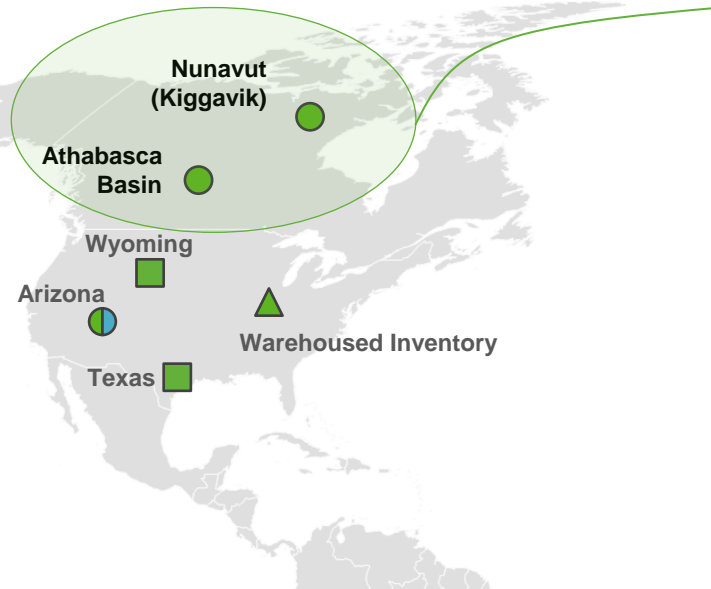 Nunavut
(Kiggavik)
Athabasca
Basin
Wyoming
Arizona
Warehoused Inventory
Texas